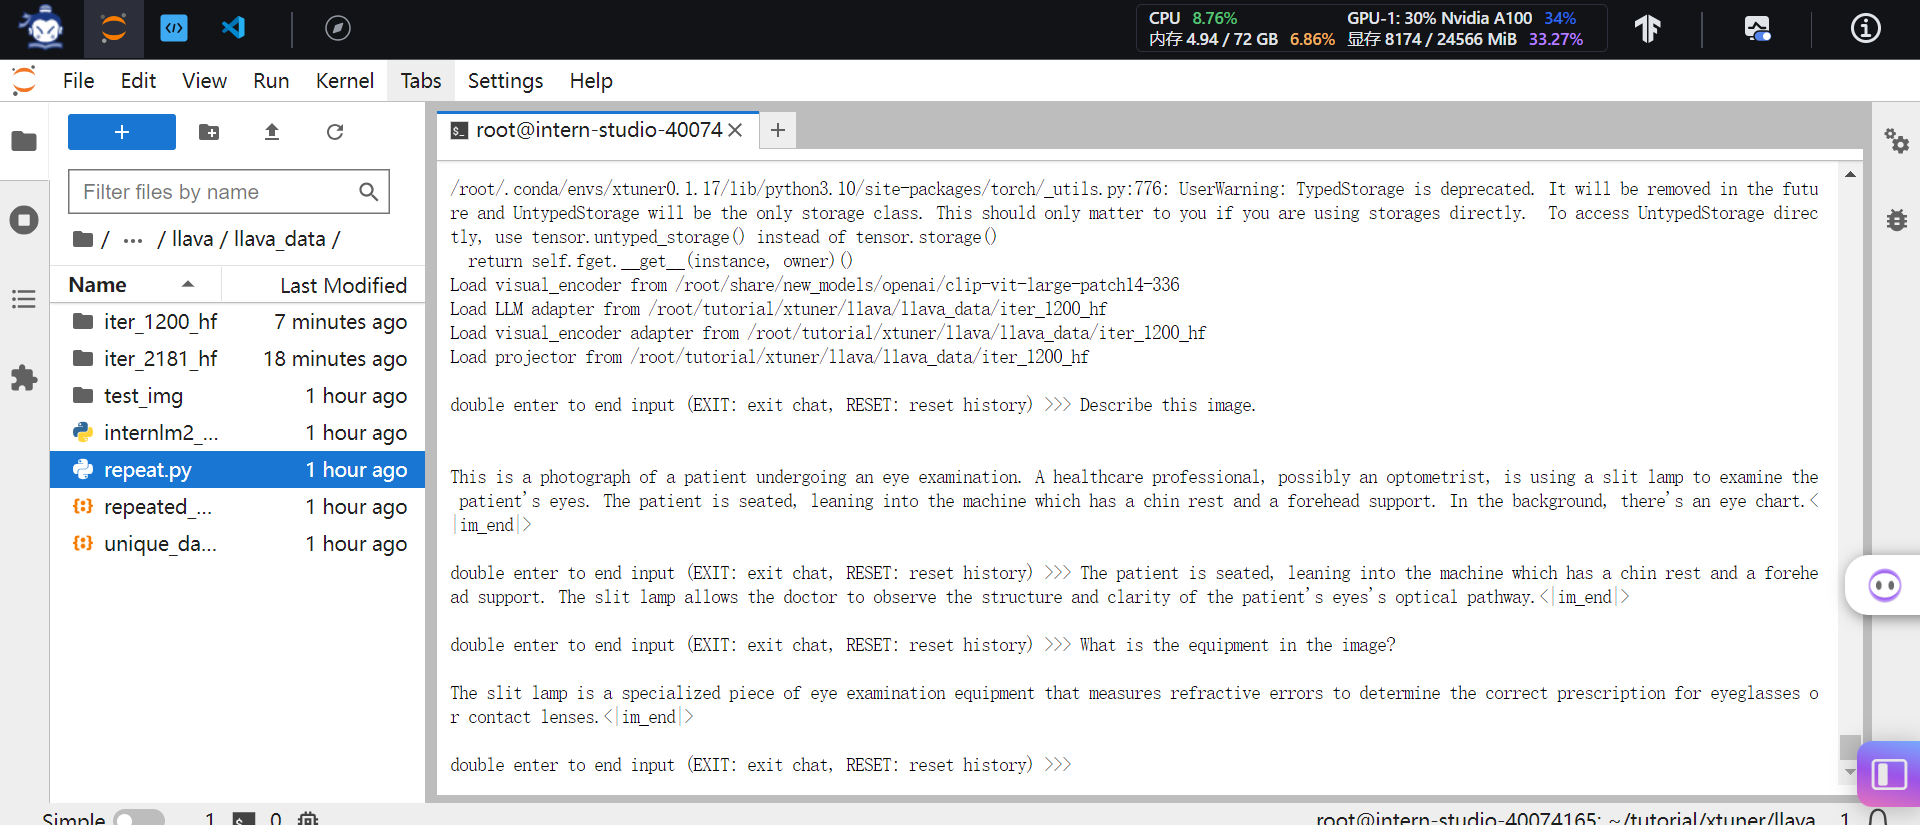 CPU 8.76% GPU-1: 30% Nvidia A100 34%
内存 4.94 / 72 GB 6.86% 显存 8174 / 24566 MiB 33.27%
File Edit View Run Kernel Tabs Settings Help
root@intern-studio-40074
Filter files by name
/ ··· / llava / llava_data /
Name Last Modified
iter_1200_hf 7 minutes ago
iter_2181_hf 18 minutes ago
test_img 1 hour ago
internlm2_... 1 hour ago
repeat.py 1 hour ago
repeated_... 1 hour ago
unique_da... 1 hour ago
/root/.conda/envs/xtuner0.1.17/lib/python3.10/site-packages/torch/_utils.py:776: UserWarning: TypedStorage is deprecated. It will be removed in the futu
re and UntypedStorage will be the only storage class. This should only matter to you if you are using storages directly.  To access UntypedStorage direc
tly, use tensor.untyped_storage() instead of tensor.storage()
return self.fget.__get__(instance, owner)()
Load visual_encoder from /root/share/new_models/openai/clip-vit-large-patch14-336
Load LLM adapter from /root/tutorial/xtuner/llava/llava_data/iter_1200_hf
Load visual_encoder adapter from /root/tutorial/xtuner/llava/llava_data/iter_1200_hf
Load projector from /root/tutorial/xtuner/llava/llava_data/iter_1200_hf
double enter to end input (EXIT: exit chat, RESET: reset history) >>> Describe this image.
This is a photograph of a patient undergoing an eye examination. A healthcare professional, possibly an optometrist, is using a slit lamp to examine the
patient's eyes. The patient is seated, leaning into the machine which has a chin rest and a forehead support. In the background, there's an eye chart.<
|im_end|>
double enter to end input (EXIT: exit chat, RESET: reset history) >>> The patient is seated, leaning into the machine which has a chin rest and a forehe
ad support. The slit lamp allows the doctor to observe the structure and clarity of the patient's eyes's optical pathway.<|im_end|>
double enter to end input (EXIT: exit chat, RESET: reset history) >>> What is the equipment in the image?
The slit lamp is a specialized piece of eye examination equipment that measures refractive errors to determine the correct prescription for eyeglasses o
r contact lenses.<|im_end|>
double enter to end input (EXIT: exit chat, RESET: reset history) >>>
Simple 1 0 root@intern-studio-40074165: ~/tutorial/xtuner/llava 1